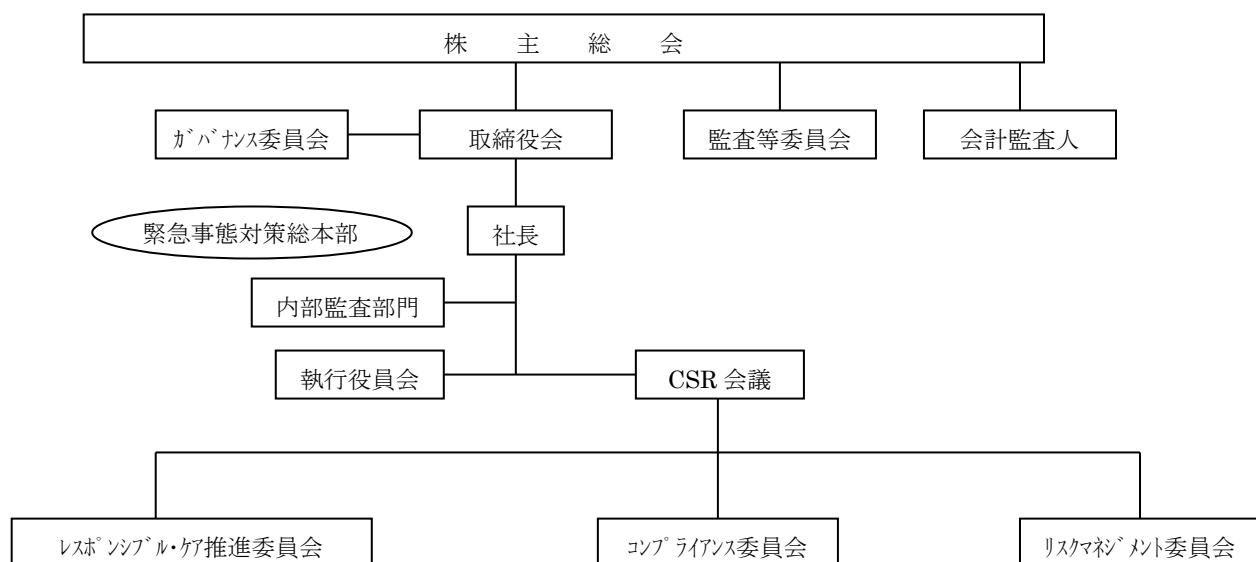 株 主 総 会
ガバナンス委員会
取締役会
監査等委員会
会計監査人
緊急事態対策総本部
社長
内部監査部門
執行役員会
CSR 会議
レスポンシブル・ケア推進委員会
コンプライアンス委員会
リスクマネジメント委員会